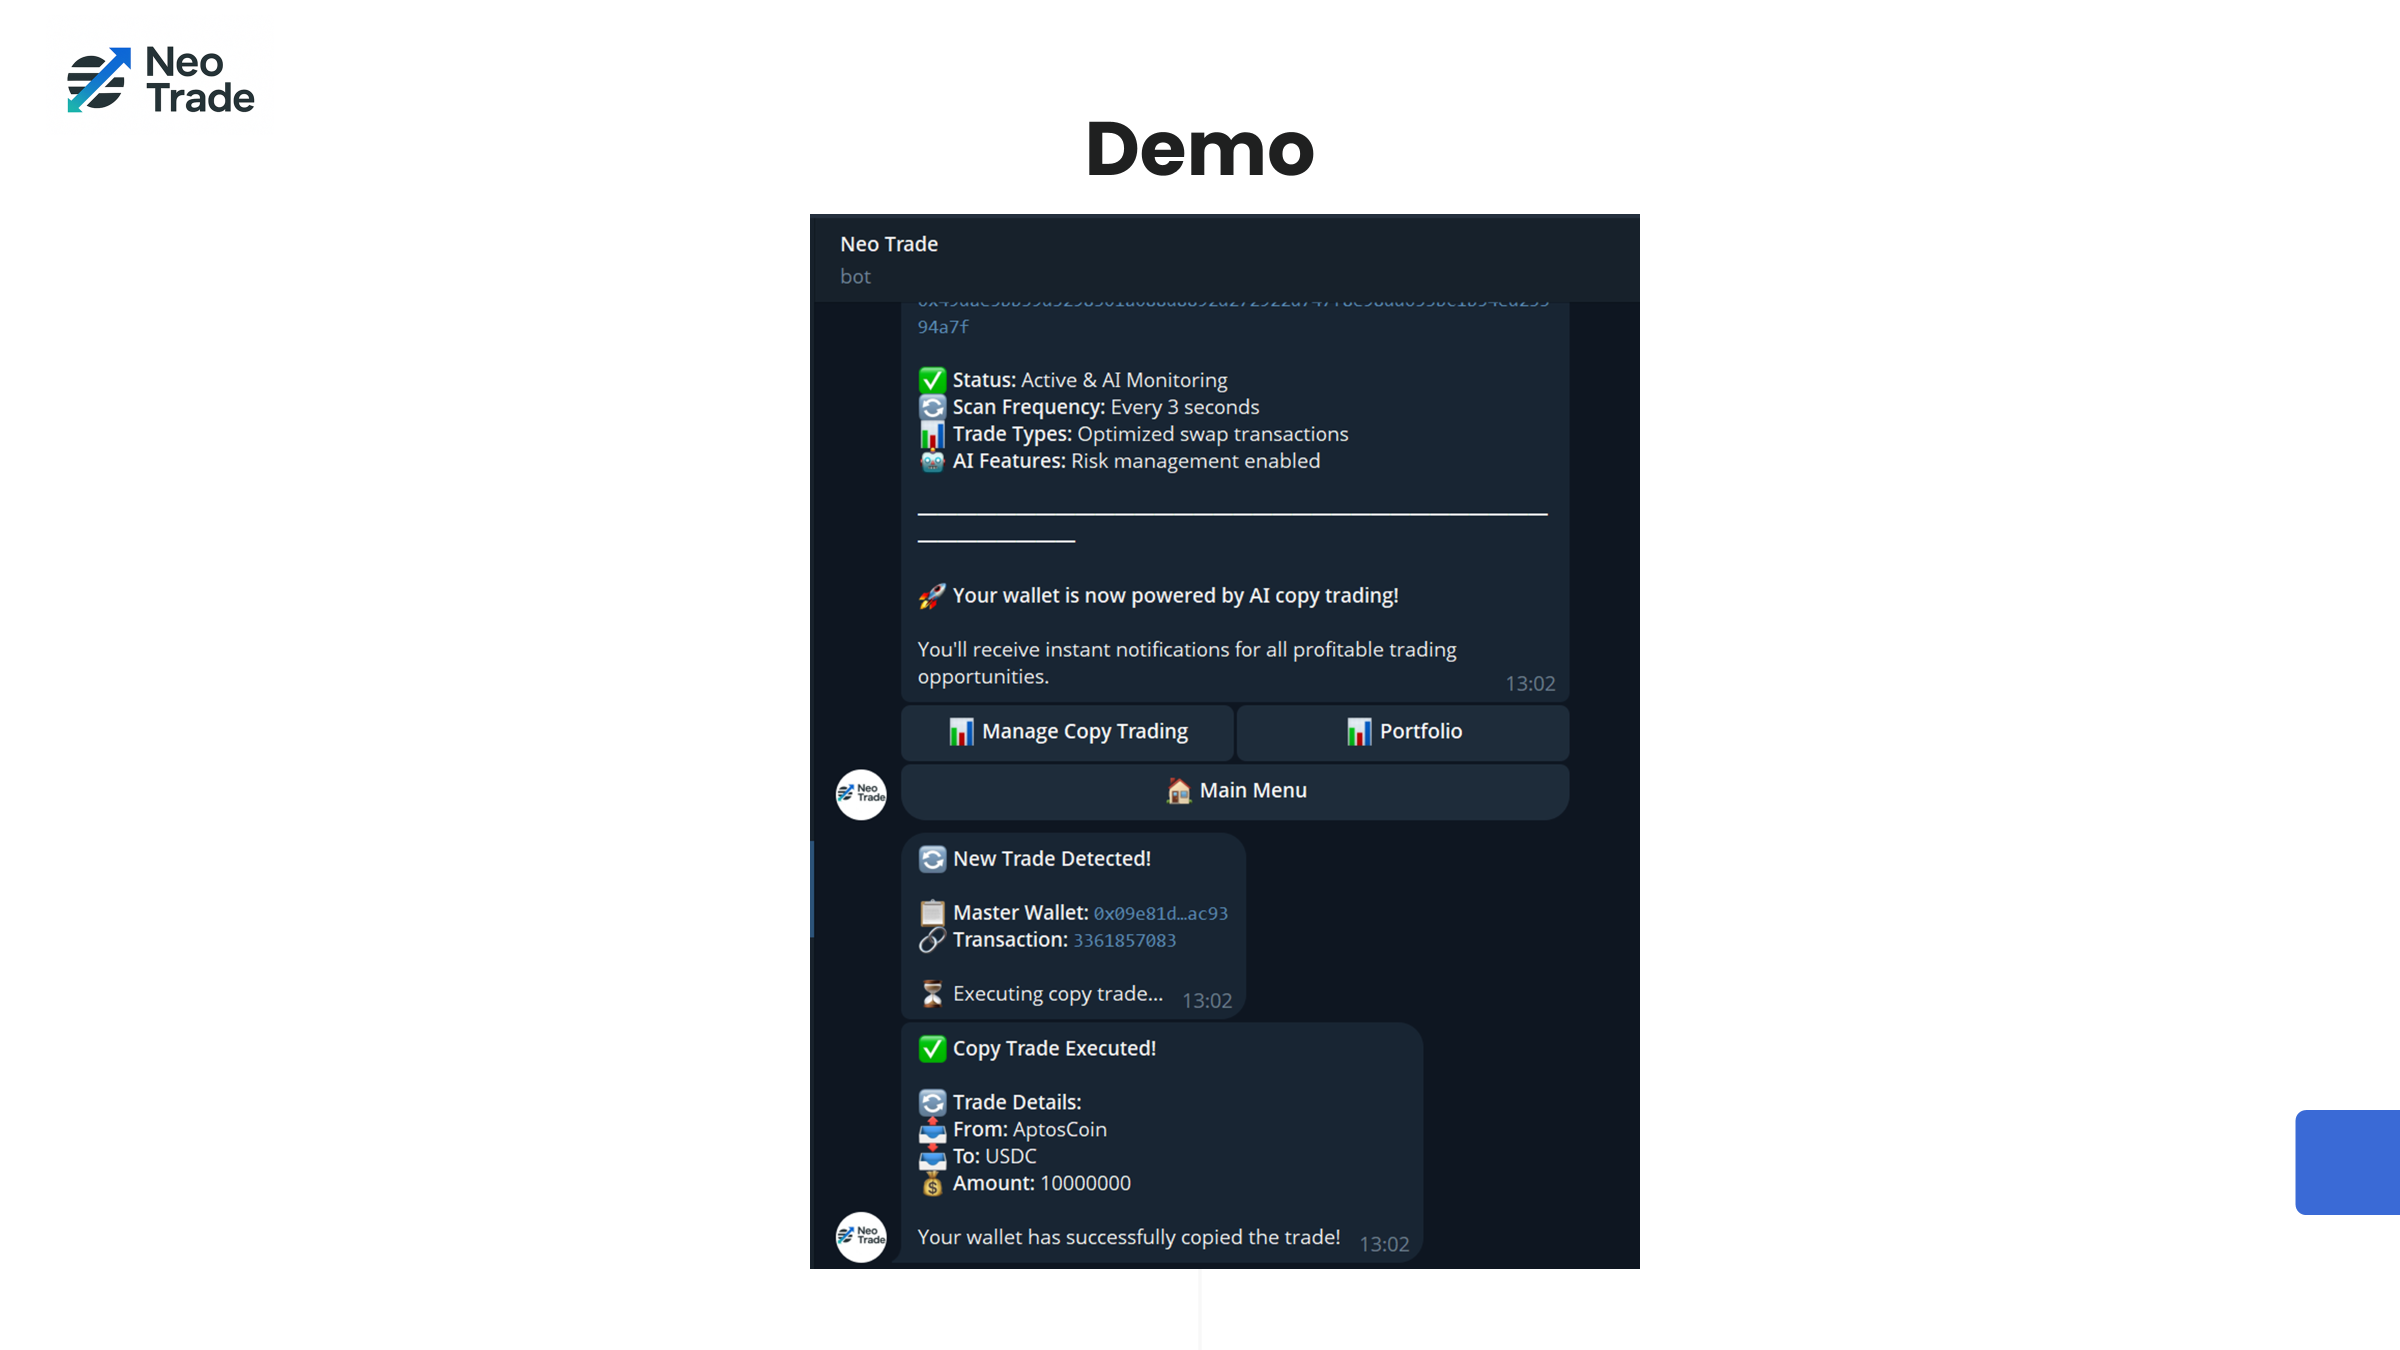 Neo
Trade
Demo
Neo Trade
bot
94a7f
✅ Status: Active & AI Monitoring
🔄 Scan Frequency: Every 3 seconds
📊 Trade Types: Optimized swap transactions
🤖 AI Features: Risk management enabled
🚀 Your wallet is now powered by AI copy trading!
You'll receive instant notifications for all profitable trading
opportunities.
13:02
📊 Manage Copy Trading
📊 Portfolio
🏠 Main Menu
Neo
Trade
🔄 New Trade Detected!
📋 Master Wallet: 0x09e81d…ac93
🔗 Transaction: 3361857083
⏳ Executing copy trade... 13:02
✅ Copy Trade Executed!
🔄 Trade Details:
📤 From: AptosCoin
📤 To: USDC
💰 Amount: 10000000
Your wallet has successfully copied the trade! 13:02
Neo
Trade